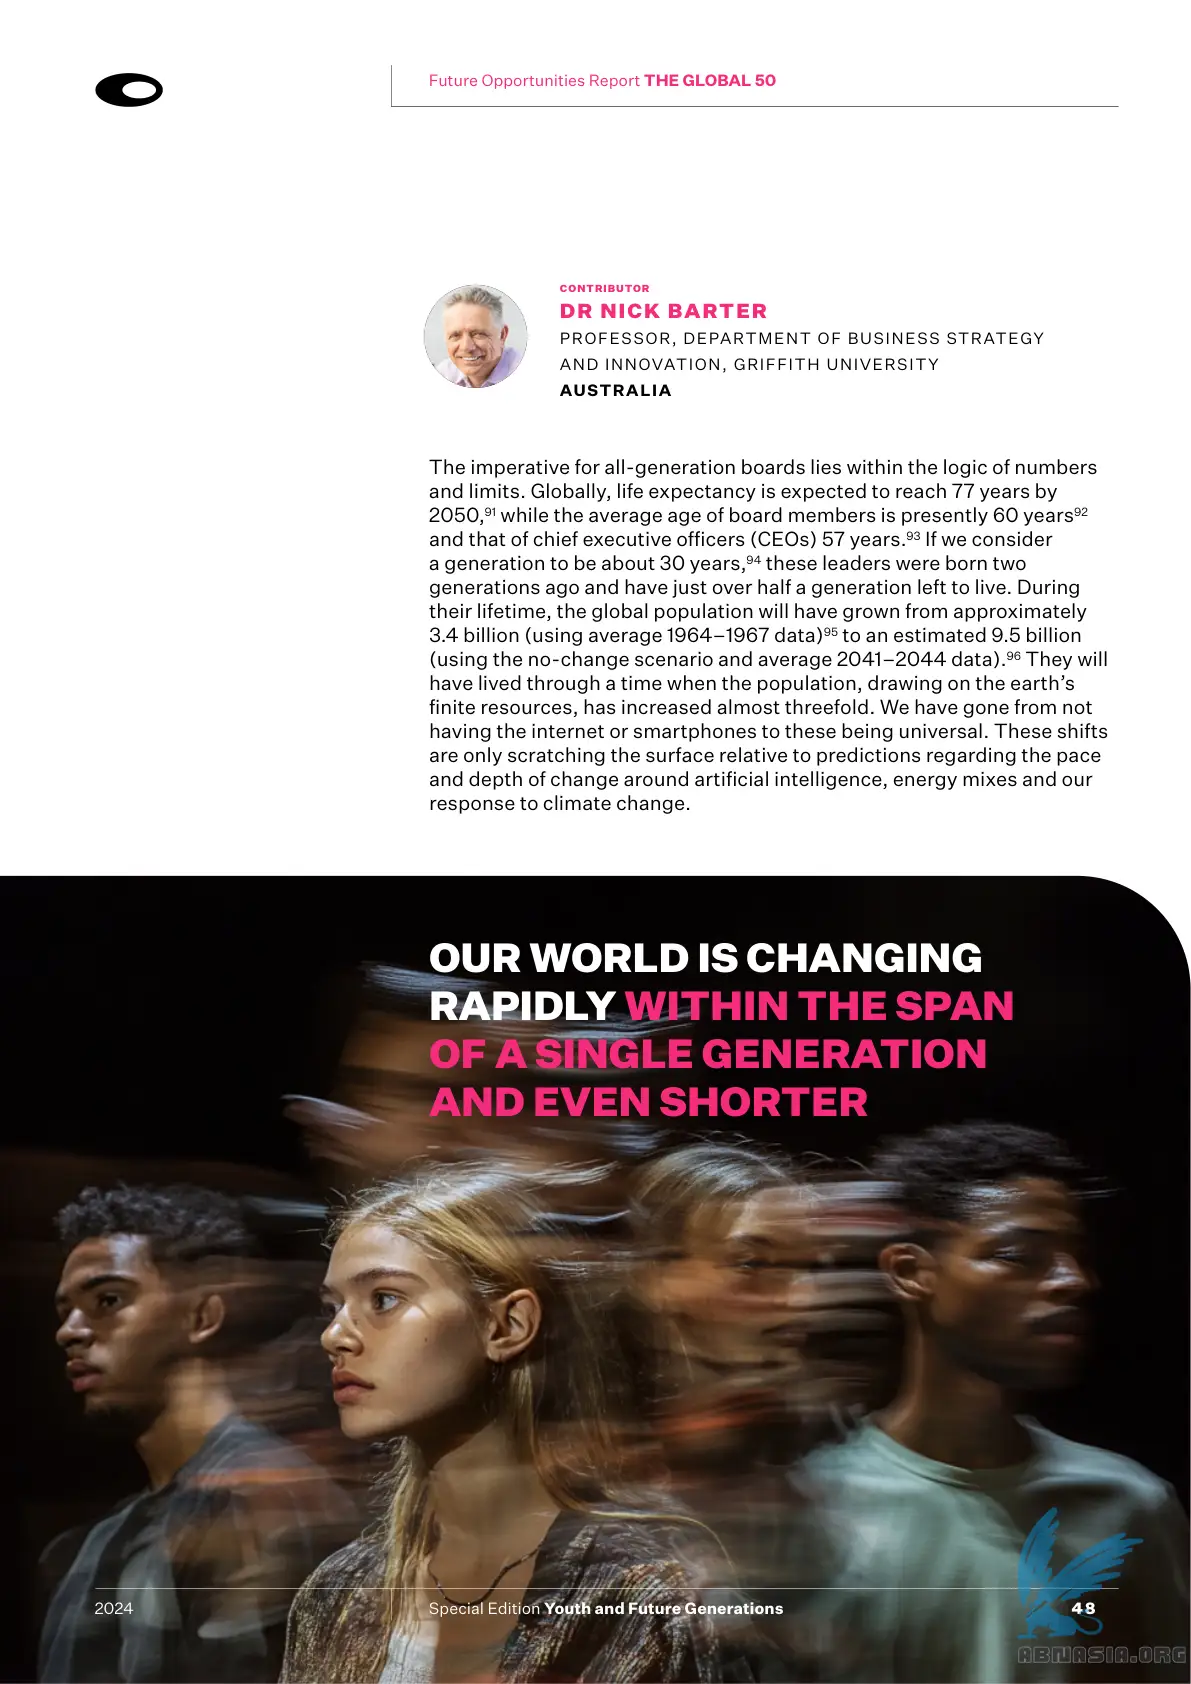 Future Opportunities Report THE GLOBAL 50
CONTRIBUTOR
DR NICK BARTER
PROFESSOR, DEPARTMENT OF BUSINESS STRATEGY
AND INNOVATION, GRIFFITH UNIVERSITY
AUSTRALIA
The imperative for all-generation boards lies within the logic of numbers
and limits. Globally, life expectancy is expected to reach 77 years by
2050,⁹¹ while the average age of board members is presently 60 years⁹²
and that of chief executive officers (CEOs) 57 years.⁹³ If we consider
a generation to be about 30 years,⁹⁴ these leaders were born two
generations ago and have just over half a generation left to live. During
their lifetime, the global population will have grown from approximately
3.4 billion (using average 1964–1967 data)⁹⁵ to an estimated 9.5 billion
(using the no-change scenario and average 2041–2044 data).⁹⁶ They will
have lived through a time when the population, drawing on the earth’s
finite resources, has increased almost threefold. We have gone from not
having the internet or smartphones to these being universal. These shifts
are only scratching the surface relative to predictions regarding the pace
and depth of change around artificial intelligence, energy mixes and our
response to climate change.
OUR WORLD IS CHANGING
RAPIDLY WITHIN THE SPAN
OF A SINGLE GENERATION
AND EVEN SHORTER
2024
Special Edition Youth and Future Generations
48
ABNASIA.ORG